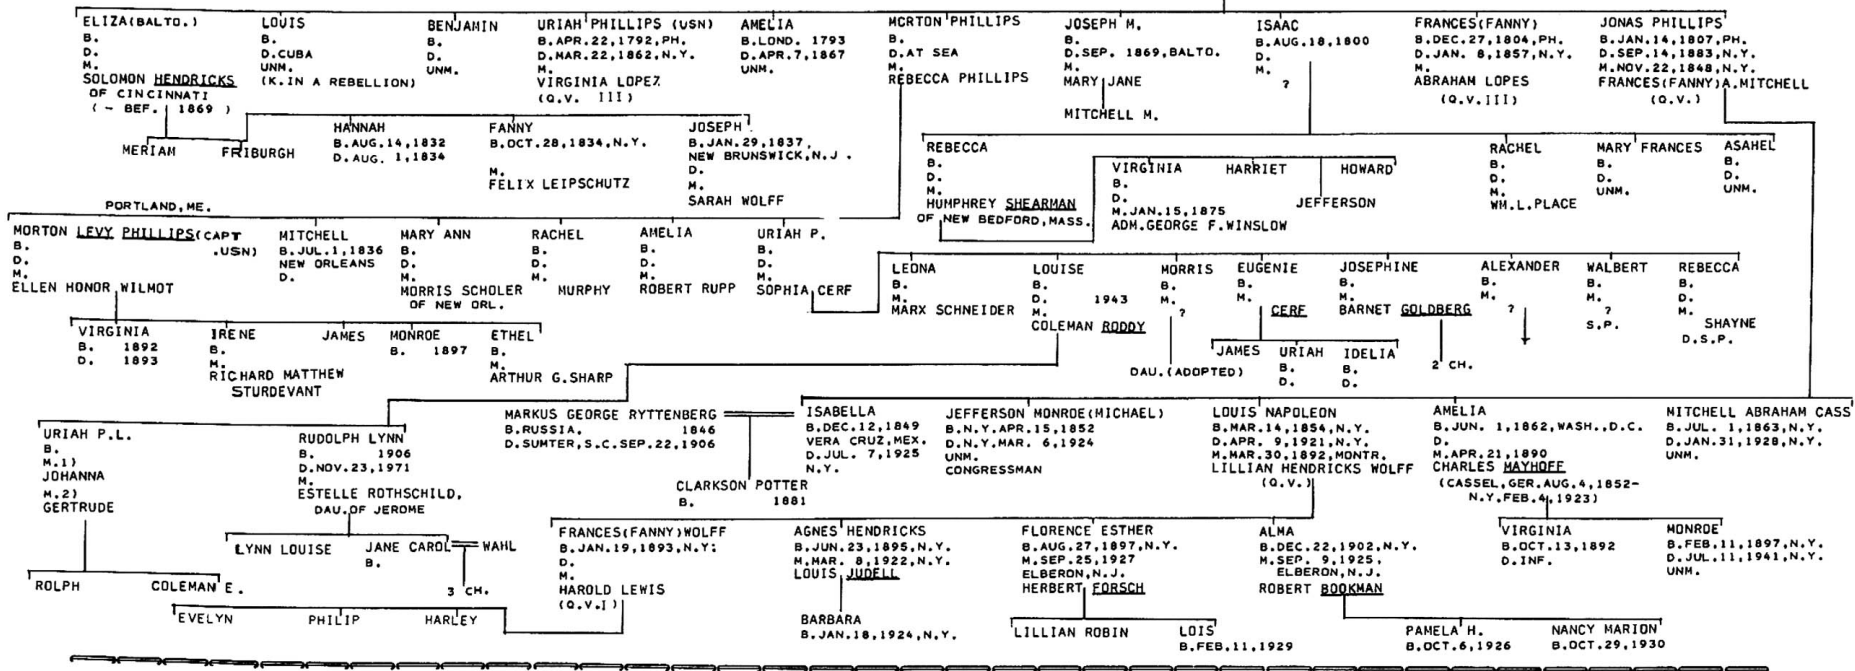 ELIZA(BALTO.)
B.
D.
M.
SOLOMON HENDRICKS
OF CINCINNATI
( - BEF. 1869 )
LOUIS
B.
D.CUBA
UNM.
(K.IN A REBELLION)
BENJAMIN
B.
D.
UNM.
URIAH PHILLIPS (USN)
B.APR.22,1792,PH.
D.MAR.22,1862,N.Y.
M.
VIRGINIA LOPEZ
(Q.V. III)
AMELIA
B.LOND. 1793
D.APR.7,1867
UNM.
MORTON PHILLIPS
B.
D.AT SEA
M.
REBECCA PHILLIPS
JOSEPH M.
B.
D.SEP. 1869,BALTO.
M.
MARY JANE
MITCHELL M.
ISAAC
B.AUG.18,1800
D.
M.
?
FRANCES(FANNY)
B.DEC.27,1804,PH.
D.JAN. 8,1857,N.Y.
M.
ABRAHAM LOPES
(Q.V.III)
JONAS PHILLIPS
B.JAN.14,1807,PH.
D.SEP.14,1883,N.Y.
M.NOV.22,1848,N.Y.
FRANCES(FANNY)A.MITCHELL
(Q.V.)
MERIAM
FRIBURGH
HANNAH
B.AUG.14,1832
D.AUG. 1,1834
FANNY
B.OCT.28,1834,N.Y.
M.
FELIX LEIPSCHUTZ
JOSEPH
B.JAN.29,1837,
NEW BRUNSWICK,N.J.
D.
M.
SARAH WOLFF
REBECCA
B.
D.
M.
HUMPHREY SHEARMAN
OF NEW BEDFORD,MASS.
VIRGINIA
B.
D.
M.JAN.15,1875
ADM.GEORGE F.WINSLOW
HARRIET
HOWARD
JEFFERSON
RACHEL
B.
D.
M.
WM.L.PLACE
MARY FRANCES
B.
D.
UNM.
ASAHEL
B.
D.
UNM.
PORTLAND,ME.
MORTON LEVY PHILLIPS(CAPT
.USN)
B.
D.
M.
ELLEN HONOR WILMOT
MITCHELL
B.JUL.1,1836
NEW ORLEANS
D.
MARY ANN
B.
D.
M.
MORRIS SCHOLER
OF NEW ORL.
RACHEL
B.
D.
M.
MURPHY
AMELIA
B.
D.
M.
ROBERT RUPP
URIAH P.
B.
D.
M.
SOPHIA CERF
LEONA
B.
M.
MARX SCHNEIDER
LOUISE
B.
D. 1943
M.
COLEMAN RODDY
MORRIS
B.
M.
?
DAU.(ADOPTED)
EUGENIE
B.
M.
CERF
JOSEPHINE
B.
M.
BARNET GOLDBERG
2 CH.
ALEXANDER
B.
M.
?
WALBERT
B.
M.
?
S.P.
REBECCA
B.
D.
M.
SHAYNE
D.S.P.
JAMES
URIAH
B.
D.
IDELIA
B.
D.
VIRGINIA
B. 1892
D. 1893
IRENE
B.
M.
RICHARD MATTHEW
STURDEVANT
JAMES
MONROE
B. 1897
ETHEL
B.
M.
ARTHUR G.SHARP
MARKUS GEORGE RYTTENBERG
B.RUSSIA. 1846
D.SUMTER,S.C.SEP.22,1906
ISABELLA
B.DEC.12,1849
VERA CRUZ,MEX.
D.JUL. 7,1925
N.Y.
CLARKSON POTTER
B. 1881
JEFFERSON MONROE(MICHAEL)
B.N.Y.APR.15,1852
D.N.Y,MAR. 6,1924
UNM.
CONGRESSMAN
LOUIS NAPOLEON
B.MAR.14,1854,N.Y.
D.APR. 9,1921,N.Y.
M.MAR.30,1892,MONTR.
LILLIAN HENDRICKS WOLFF
(Q.V.)
AMELIA
B.JUN. 1,1862,WASH.,D.C.
D.
M.APR.21,1890
CHARLES MAYHOFF
(CASSEL,GER.AUG.4,1852-
N.Y.FEB.4,1923)
MITCHELL ABRAHAM CASS
B.JUL. 1,1863,N.Y.
D.JAN.31,1928,N.Y.
UNM.
URIAH P.L.
B.
M.1)
JOHANNA
M.2)
GERTRUDE
RUDOLPH LYNN
B. 1906
D.NOV.23,1971
M.
ESTELLE ROTHSCHILD,
DAU.OF JEROME
LYNN LOUISE
JANE CAROL
B.
WAHL
3 CH.
ROLPH
COLEMAN E.
FRANCES(FANNY)WOLFF
B.JAN.19,1893,N.Y:
D.
M.
HAROLD LEWIS
(Q.V.I)
EVELYN
PHILIP
HARLEY
AGNES HENDRICKS
B.JUN.23,1895,N.Y.
M.MAR. 8,1922,N.Y.
LOUIS JUDELL
BARBARA
B.JAN.18,1924,N.Y.
FLORENCE ESTHER
B.AUG.27,1897,N.Y.
M.SEP.25,1927
ELBERON,N.J.
HERBERT FORSCH
LILLIAN ROBIN
LOIS
B.FEB.11,1929
ALMA
B.DEC.22,1902,N.Y.
M.SEP. 9,1925,
ELBERON,N.J.
ROBERT BOOKMAN
PAMELA H.
B.OCT.6,1926
NANCY MARION
B.OCT.29,1930
VIRGINIA
B.OCT.13,1892
D.INF.
MONROE
B.FEB.11,1897,N.Y.
D.JUL.11,1941,N.Y.
UNM.